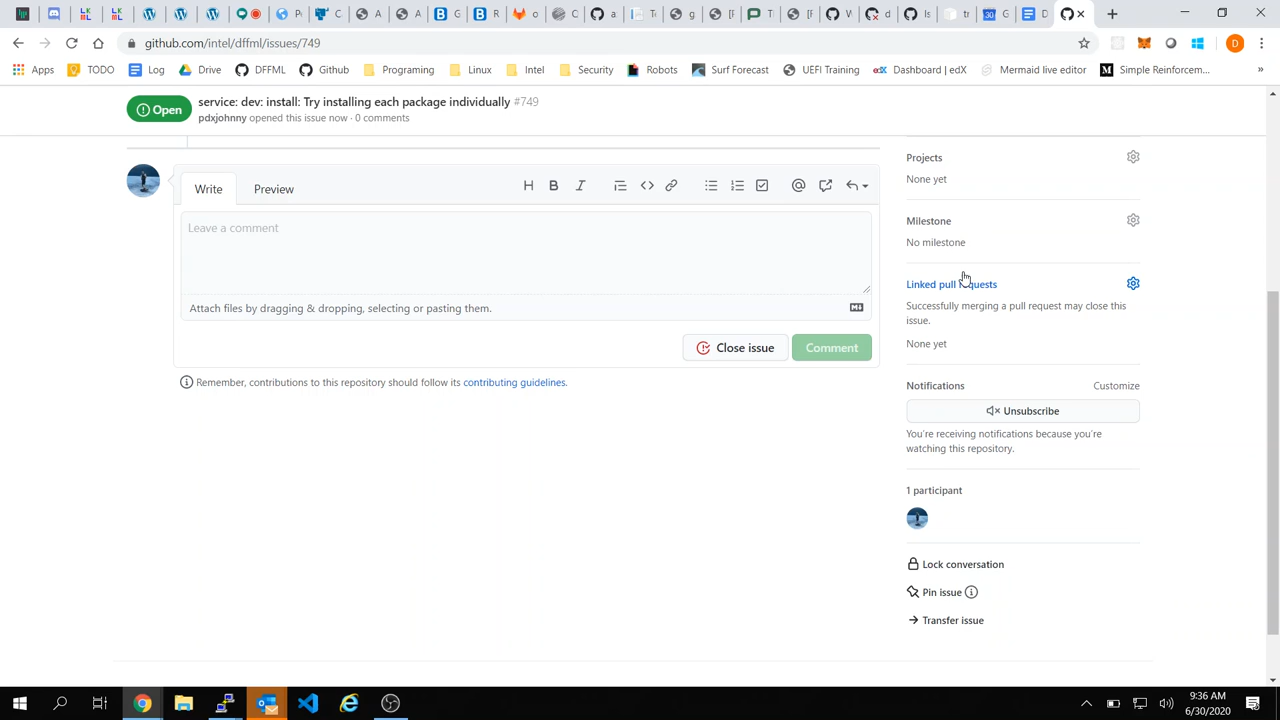 github.com/intel/dffml/issues/749
Apps
TODO
Log
Drive
DFFML
Github
Programing
Linux
Intel
Security
Robots
Surf Forecast
UEFI Training
Dashboard | edX
Mermaid live editor
Simple Reinforcem...
»
Open
service: dev: install: Try installing each package individually #749
pdxjohnny opened this issue now · 0 comments
Projects
None yet
Milestone
No milestone
Linked pull requests
Successfully merging a pull request may close this
issue.
None yet
Notifications
Customize
Unsubscribe
You're receiving notifications because you're
watching this repository.
1 participant
Lock conversation
Pin issue
Transfer issue
Write
Preview
Leave a comment
Attach files by dragging & dropping, selecting or pasting them.
Close issue
Comment
Remember, contributions to this repository should follow its contributing guidelines.
9:36 AM
6/30/2020